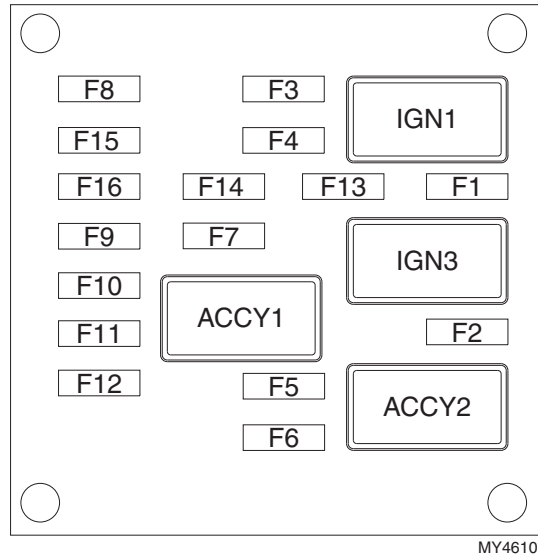 F8 F3 IGN1
F15 F4
F16 F14 F13 F1
F9 F7 IGN3
F10
ACCY1
F11 F2
F12 F5 ACCY2
F6
MY4610